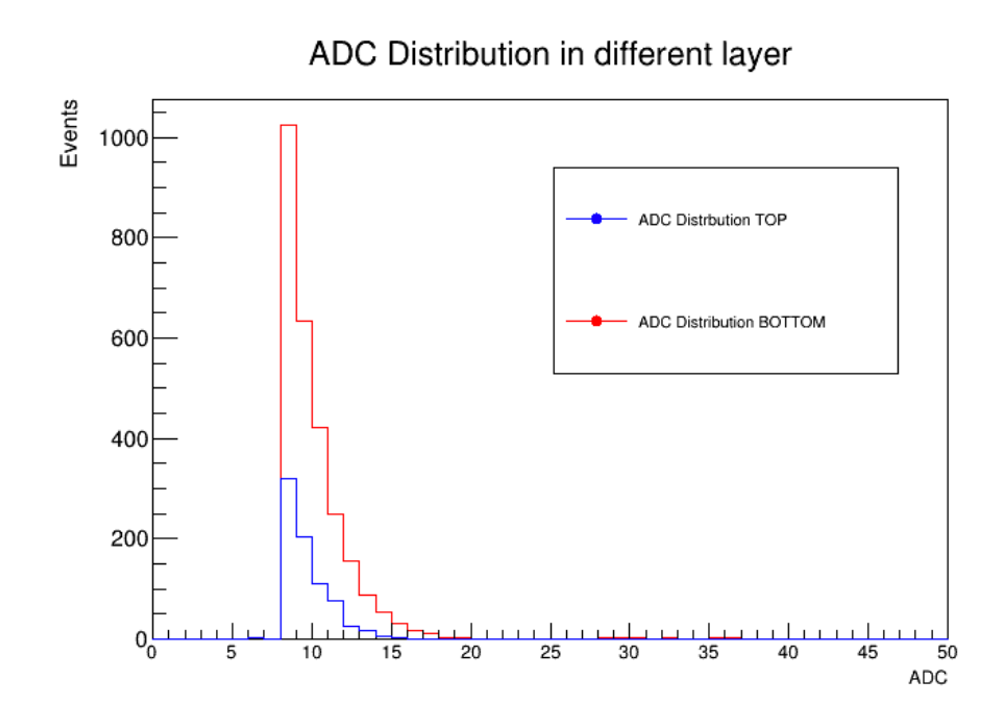 ADC Distribution in different layer
Events
1000
800
600
400
200
0
ADC Distrbution TOP
ADC Distribution BOTTOM
0 5 10 15 20 25 30 35 40 45 50
ADC